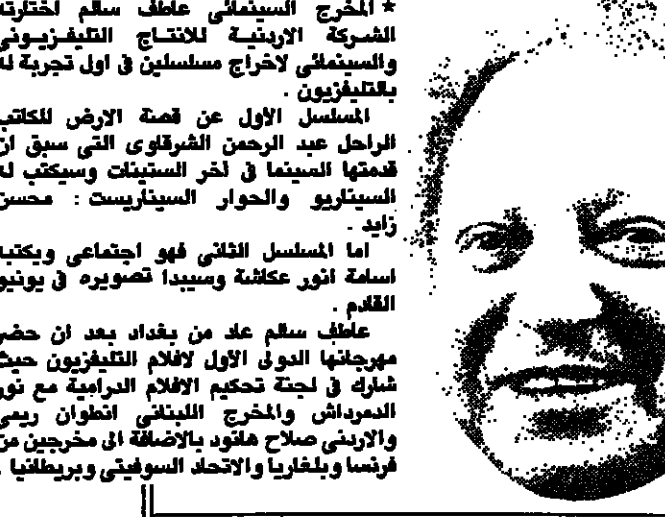 * المخرج السينمائى عاطف سالم اختارته
الشركة الاردنية للانتاج التليفزيونى
والسينمائى لاخراج مسلسلين فى اول تجربة له
بالتليفزيون .
المسلسل الأول عن قصة الارض للكاتب
الراحل عبد الرحمن الشرقاوى التى سبق ان
قدمتها السينما فى آخر الستينات وسيكتب له
السيناريو والحوار السيناريست : محسن
زايد .
اما المسلسل الثانى فهو اجتماعى ويكتبه
اسامة انور عكاشة وسيبدا تصويره فى يونيو
القادم .
عاطف سالم عاد من بغداد بعد ان حضر
مهرجانها الدولى الأول لافلام التليفزيون حيث
شارك فى لجنة تحكيم الافلام الدرامية مع نور
الدمرداش والمخرج اللبنانى انطوان ريمى
والاردنى صلاح هانود بالاضافة الى مخرجين من
فرنسا وبلغاريا والاتحاد السوفيتى وبريطانيا .